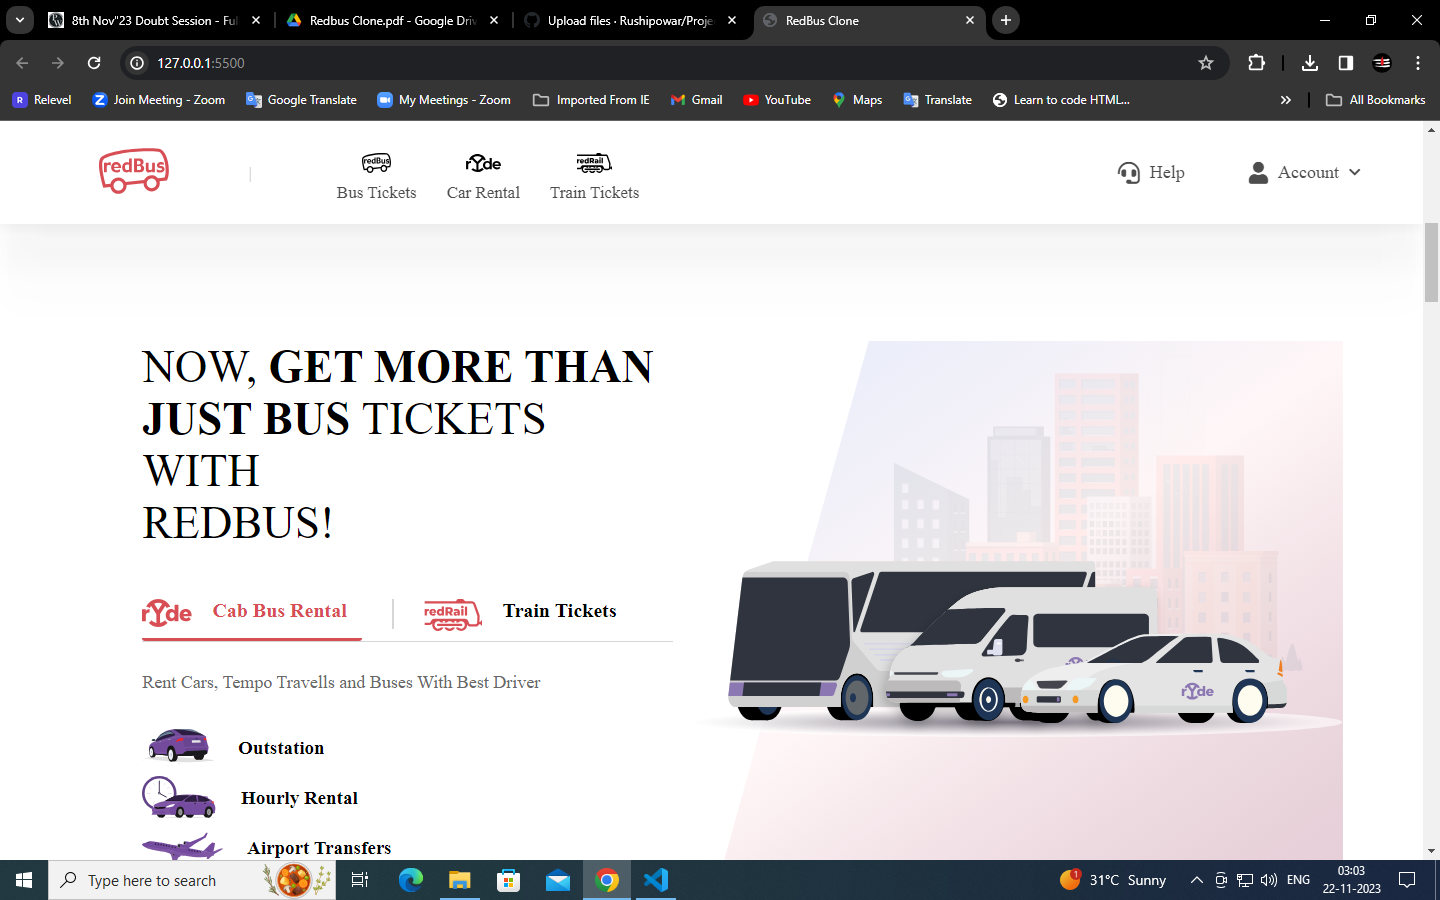 8th Nov"23 Doubt Session - Ful
Redbus Clone.pdf - Google Driv
Upload files · Rushipowar/Proje
RedBus Clone
127.0.0.1:5500
Relevel
Join Meeting - Zoom
Google Translate
My Meetings - Zoom
Imported From IE
Gmail
YouTube
Maps
Translate
Learn to code HTML...
All Bookmarks
redBus
redBus
Bus Tickets
rYde
Car Rental
redRail
Train Tickets
Help
Account
NOW, GET MORE THAN
JUST BUS TICKETS
WITH
REDBUS!
rYde
Cab Bus Rental
redRail
Train Tickets
Rent Cars, Tempo Travells and Buses With Best Driver
Outstation
Hourly Rental
Airport Transfers
rYde
Type here to search
1
31°C Sunny
ENG
03:03
22-11-2023